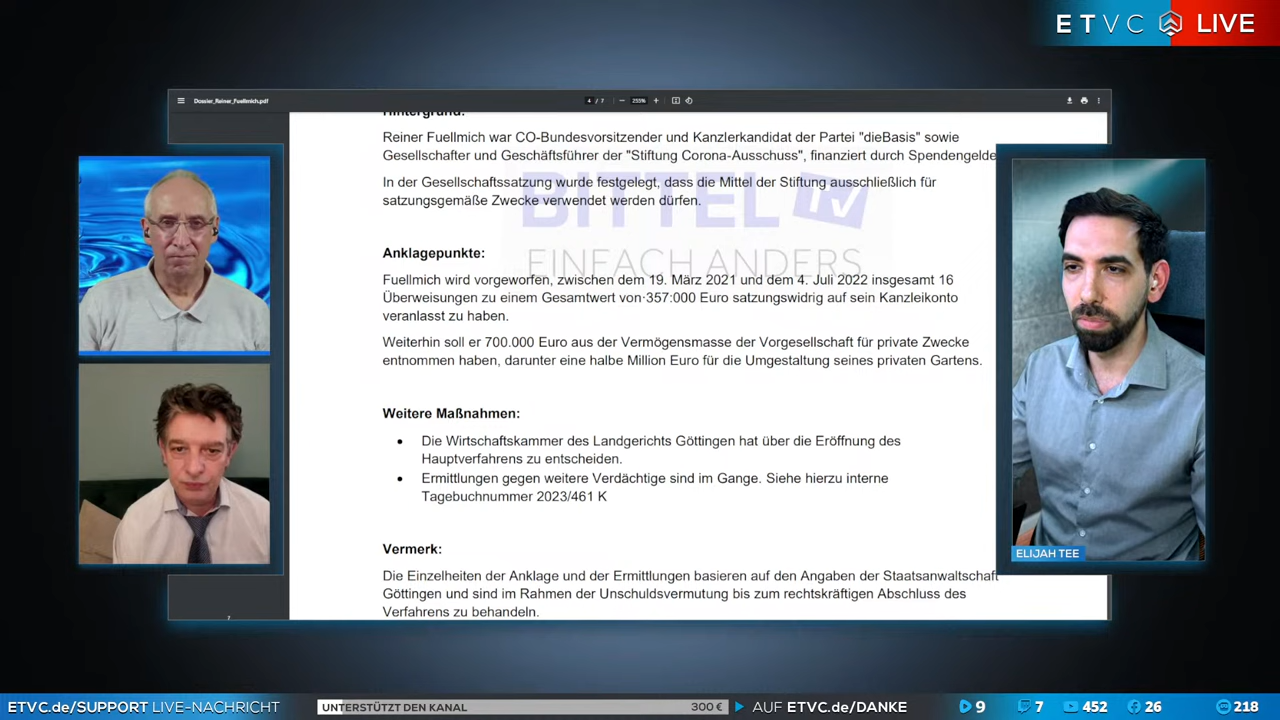 ETVC LIVE
Dossier_Reiner_Fuellmich.pdf
4 / 7
255%
Hintergrund:
Reiner Fuellmich war CO-Bundesvorsitzender und Kanzlerkandidat der Partei "dieBasis" sowie
Gesellschafter und Geschäftsführer der "Stiftung Corona-Ausschuss", finanziert durch Spendengelde
In der Gesellschaftssatzung wurde festgelegt, dass die Mittel der Stiftung ausschließlich für
satzungsgemäße Zwecke verwendet werden dürfen.
BITTEL TV
EINFACH ANDERS
Anklagepunkte:
Fuellmich wird vorgeworfen, zwischen dem 19. März 2021 und dem 4. Juli 2022 insgesamt 16
Überweisungen zu einem Gesamtwert von·357:000 Euro satzungswidrig auf sein Kanzleikonto
veranlasst zu haben.
Weiterhin soll er 700.000 Euro aus der Vermögensmasse der Vorgesellschaft für private Zwecke
entnommen haben, darunter eine halbe Million Euro für die Umgestaltung seines privaten Gartens.
Weitere Maßnahmen:
• Die Wirtschaftskammer des Landgerichts Göttingen hat über die Eröffnung des
Hauptverfahrens zu entscheiden.
• Ermittlungen gegen weitere Verdächtige sind im Gange. Siehe hierzu interne
Tagebuchnummer 2023/461 K
Vermerk:
Die Einzelheiten der Anklage und der Ermittlungen basieren auf den Angaben der Staatsanwaltschaft
Göttingen und sind im Rahmen der Unschuldsvermutung bis zum rechtskräftigen Abschluss des
Verfahrens zu behandeln.
7
ELIJAH TEE
ETVC.de/SUPPORT LIVE-NACHRICHT
UNTERSTÜTZT DEN KANAL 300 €
AUF ETVC.de/DANKE
9 7 452 26 218